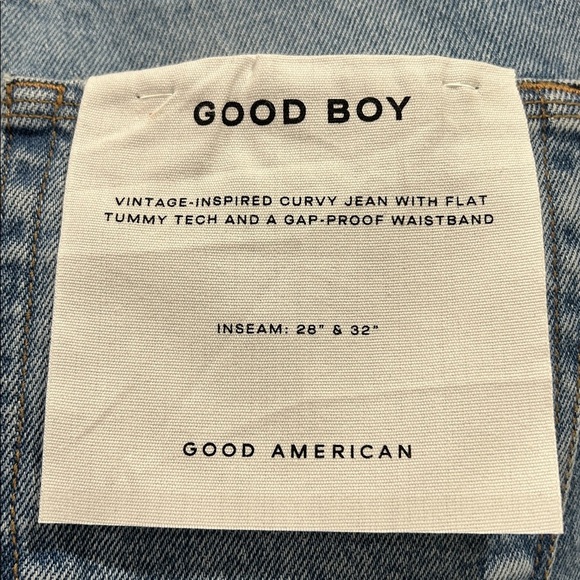 GOOD BOY
VINTAGE-INSPIRED CURVY JEAN WITH FLAT
TUMMY TECH AND A GAP-PROOF WAISTBAND
INSEAM: 28" & 32"
GOOD AMERICAN